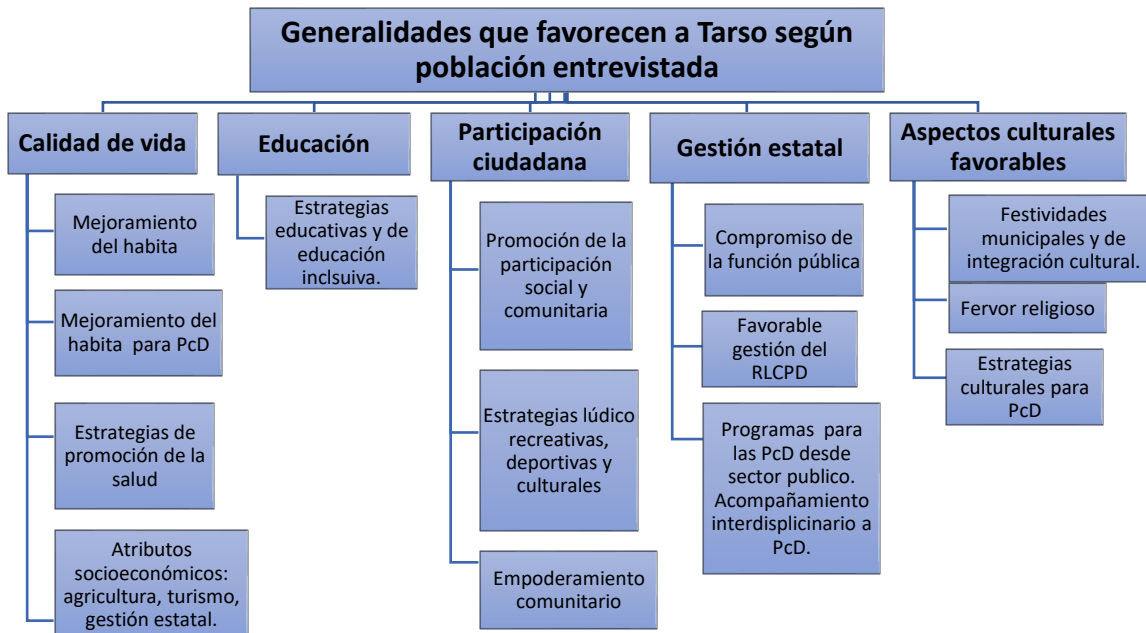 Generalidades que favorecen a Tarso según
población entrevistada
Calidad de vida
Mejoramiento
del habita
Mejoramiento del
habita para PcD
Estrategias de
promoción de la
salud
Atributos
socioeconómicos:
agricultura, turismo,
gestión estatal.
Educación
Estrategias
educativas y de
educación
inclsuiva.
Participación
ciudadana
Promoción de la
participación
social y
comunitaria
Estrategias lúdico
recreativas,
deportivas y
culturales
Empoderamiento
comunitario
Gestión estatal
Compromiso de
la función pública
Favorable
gestión del
RLCPD
Programas para
las PcD desde
sector publico.
Acompañamiento
interdisplicinario a
PcD.
Aspectos culturales
favorables
Festividades
municipales y de
integración cultural.
Fervor religioso
Estrategias
culturales para
PcD